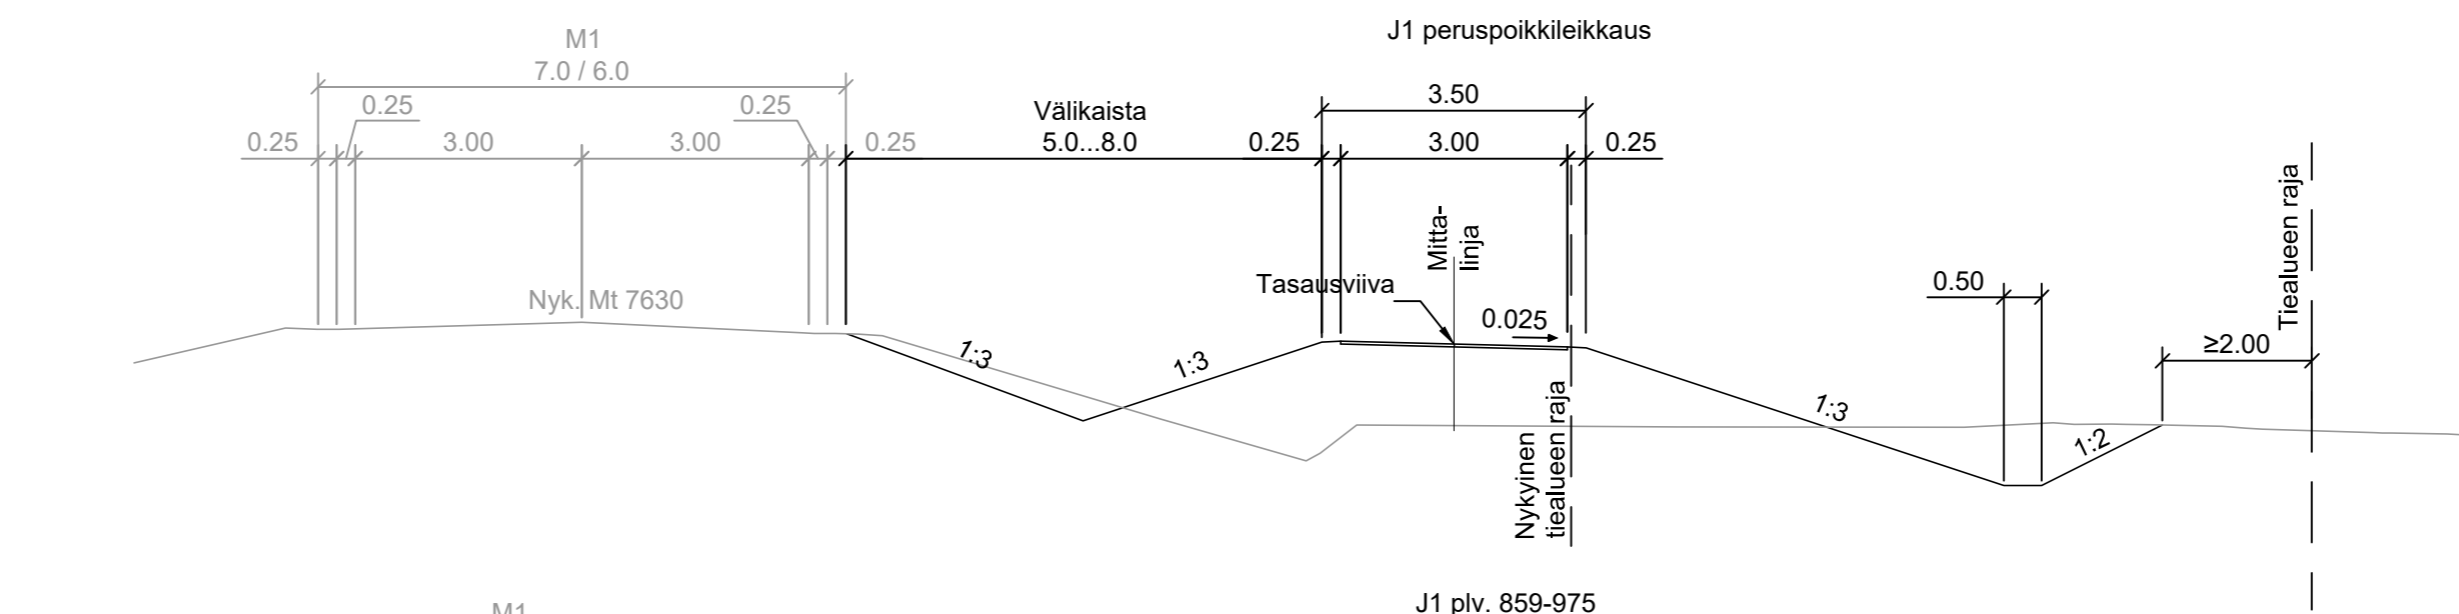 J1 peruspoikkileikkaus
M1
7.0 / 6.0
3.50
0.25
0.25
Välikaista
0.25
3.00
3.00
0.25
5.0...8.0
0.25
3.00
0.25
Tiealueen raja
Mitta-
linja
Tasausviiva
0.50
Nyk. Mt 7630
0.025
≥2.00
1:3
1:3
1:3
1:2
Nykyinen
tiealueen raja
M1
J1 plv. 859-975